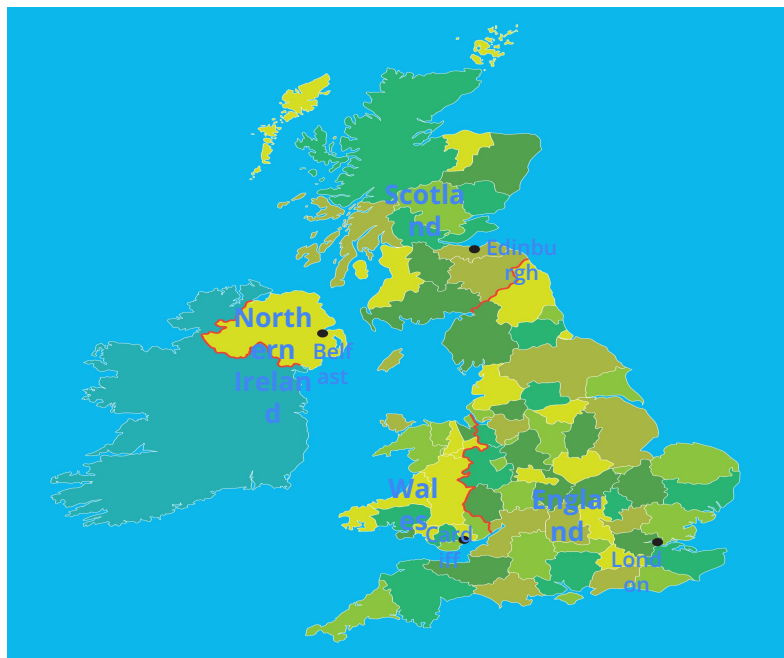 Scotla
nd
Edinbu
rgh
North
ern
Irelan
d
Belf
ast
Wal
es
Engla
nd
Card
iff
Lond
on